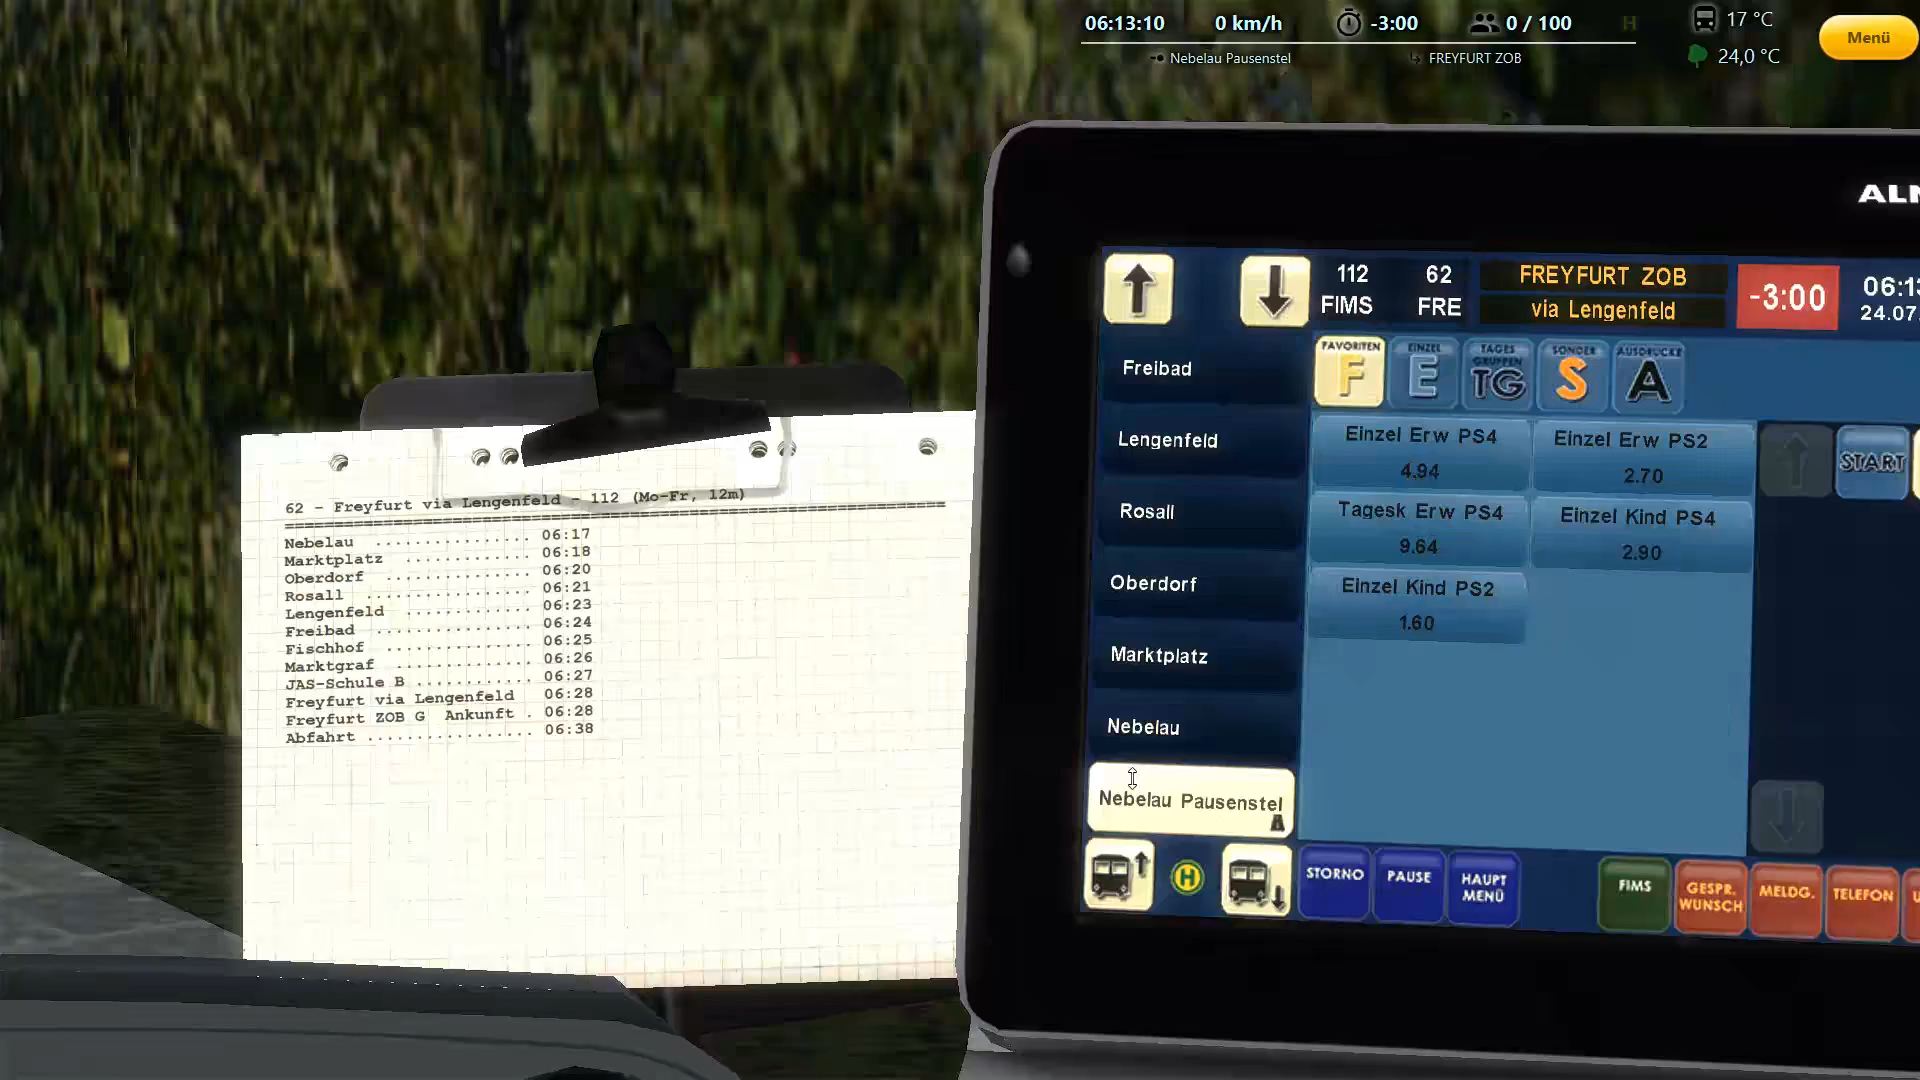 06:13:10 0 km/h -3:00 0 / 100 H 17 °C
Nebelau Pausenstel FREYFURT ZOB 24,0 °C
Menü
62 - Freyfurt via Lengenfeld - 112 (Mo-Fr, 12m)
Nebelau ................ 06:17
Marktplatz ............. 06:18
Oberdorf ............... 06:20
Rosall ................. 06:21
Lengenfeld ............. 06:23
Freibad ................ 06:24
Fischhof ............... 06:25
Marktgraf .............. 06:26
JAS-Schule B ........... 06:27
Freyfurt via Lengenfeld 06:28
Freyfurt ZOB G Ankunft . 06:28
Abfahrt ................ 06:38
112 62 FREYFURT ZOB -3:00
FIMS FRE via Lengenfeld 24.07.
Freibad
Lengenfeld
Rosall
Oberdorf
Marktplatz
Nebelau
Nebelau Pausenstel
FAVORITEN F
EINZEL E
TAGES GRUPPEN TG
SONDER S
AUSDRUCKE A
Einzel Erw PS4
4.94
Einzel Erw PS2
2.70
Tagesk Erw PS4
9.64
Einzel Kind PS4
2.90
Einzel Kind PS2
1.60
START
H
STORNO
PAUSE
HAUPT
MENÜ
FIMS
GESPR.
WUNSCH
MELDG.
TELEFON